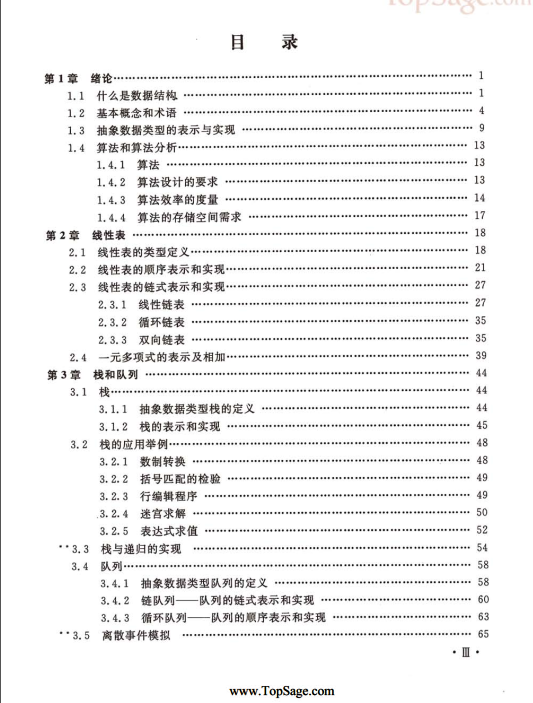 TopSage.com
目 录
第1章 绪论 1
1.1 什么是数据结构 1
1.2 基本概念和术语 4
1.3 抽象数据类型的表示与实现 9
1.4 算法和算法分析 13
1.4.1 算法 13
1.4.2 算法设计的要求 13
1.4.3 算法效率的度量 14
1.4.4 算法的存储空间需求 17
第2章 线性表 18
2.1 线性表的类型定义 18
2.2 线性表的顺序表示和实现 21
2.3 线性表的链式表示和实现 27
2.3.1 线性链表 27
2.3.2 循环链表 35
2.3.3 双向链表 35
2.4 一元多项式的表示及相加 39
第3章 栈和队列 44
3.1 栈 44
3.1.1 抽象数据类型栈的定义 44
3.1.2 栈的表示和实现 45
3.2 栈的应用举例 48
3.2.1 数制转换 48
3.2.2 括号匹配的检验 49
3.2.3 行编辑程序 49
3.2.4 迷宫求解 50
3.2.5 表达式求值 52
**3.3 栈与递归的实现 54
3.4 队列 58
3.4.1 抽象数据类型队列的定义 58
3.4.2 链队列——队列的链式表示和实现 60
3.4.3 循环队列——队列的顺序表示和实现 63
**3.5 离散事件模拟 65
· Ⅲ ·
www.TopSage.com